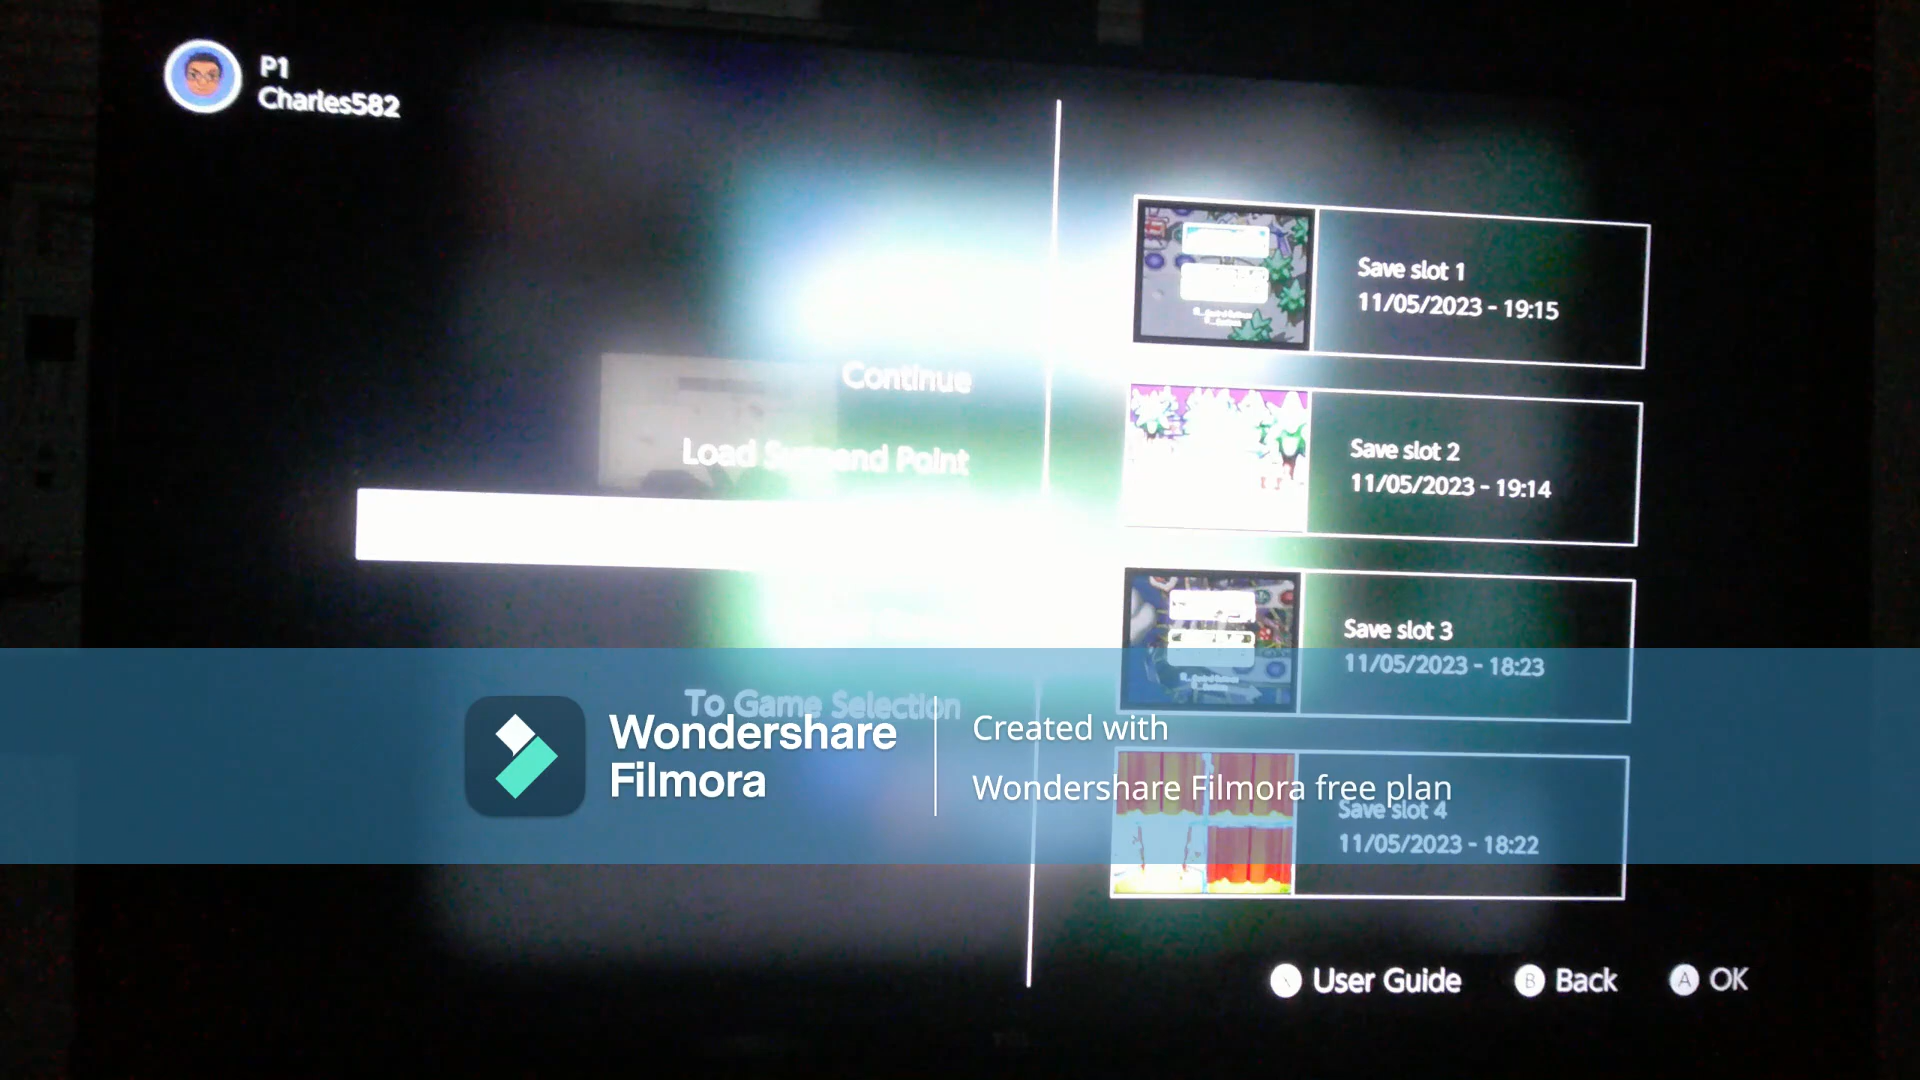 P1
Charles582
Continue
Load Suspend Point
To Game Selection
Save slot 1
11/05/2023 - 19:15
Save slot 2
11/05/2023 - 19:14
Save slot 3
11/05/2023 - 18:23
Save slot 4
11/05/2023 - 18:22
Wondershare
Filmora
Created with
Wondershare Filmora free plan
User Guide
B Back
A OK